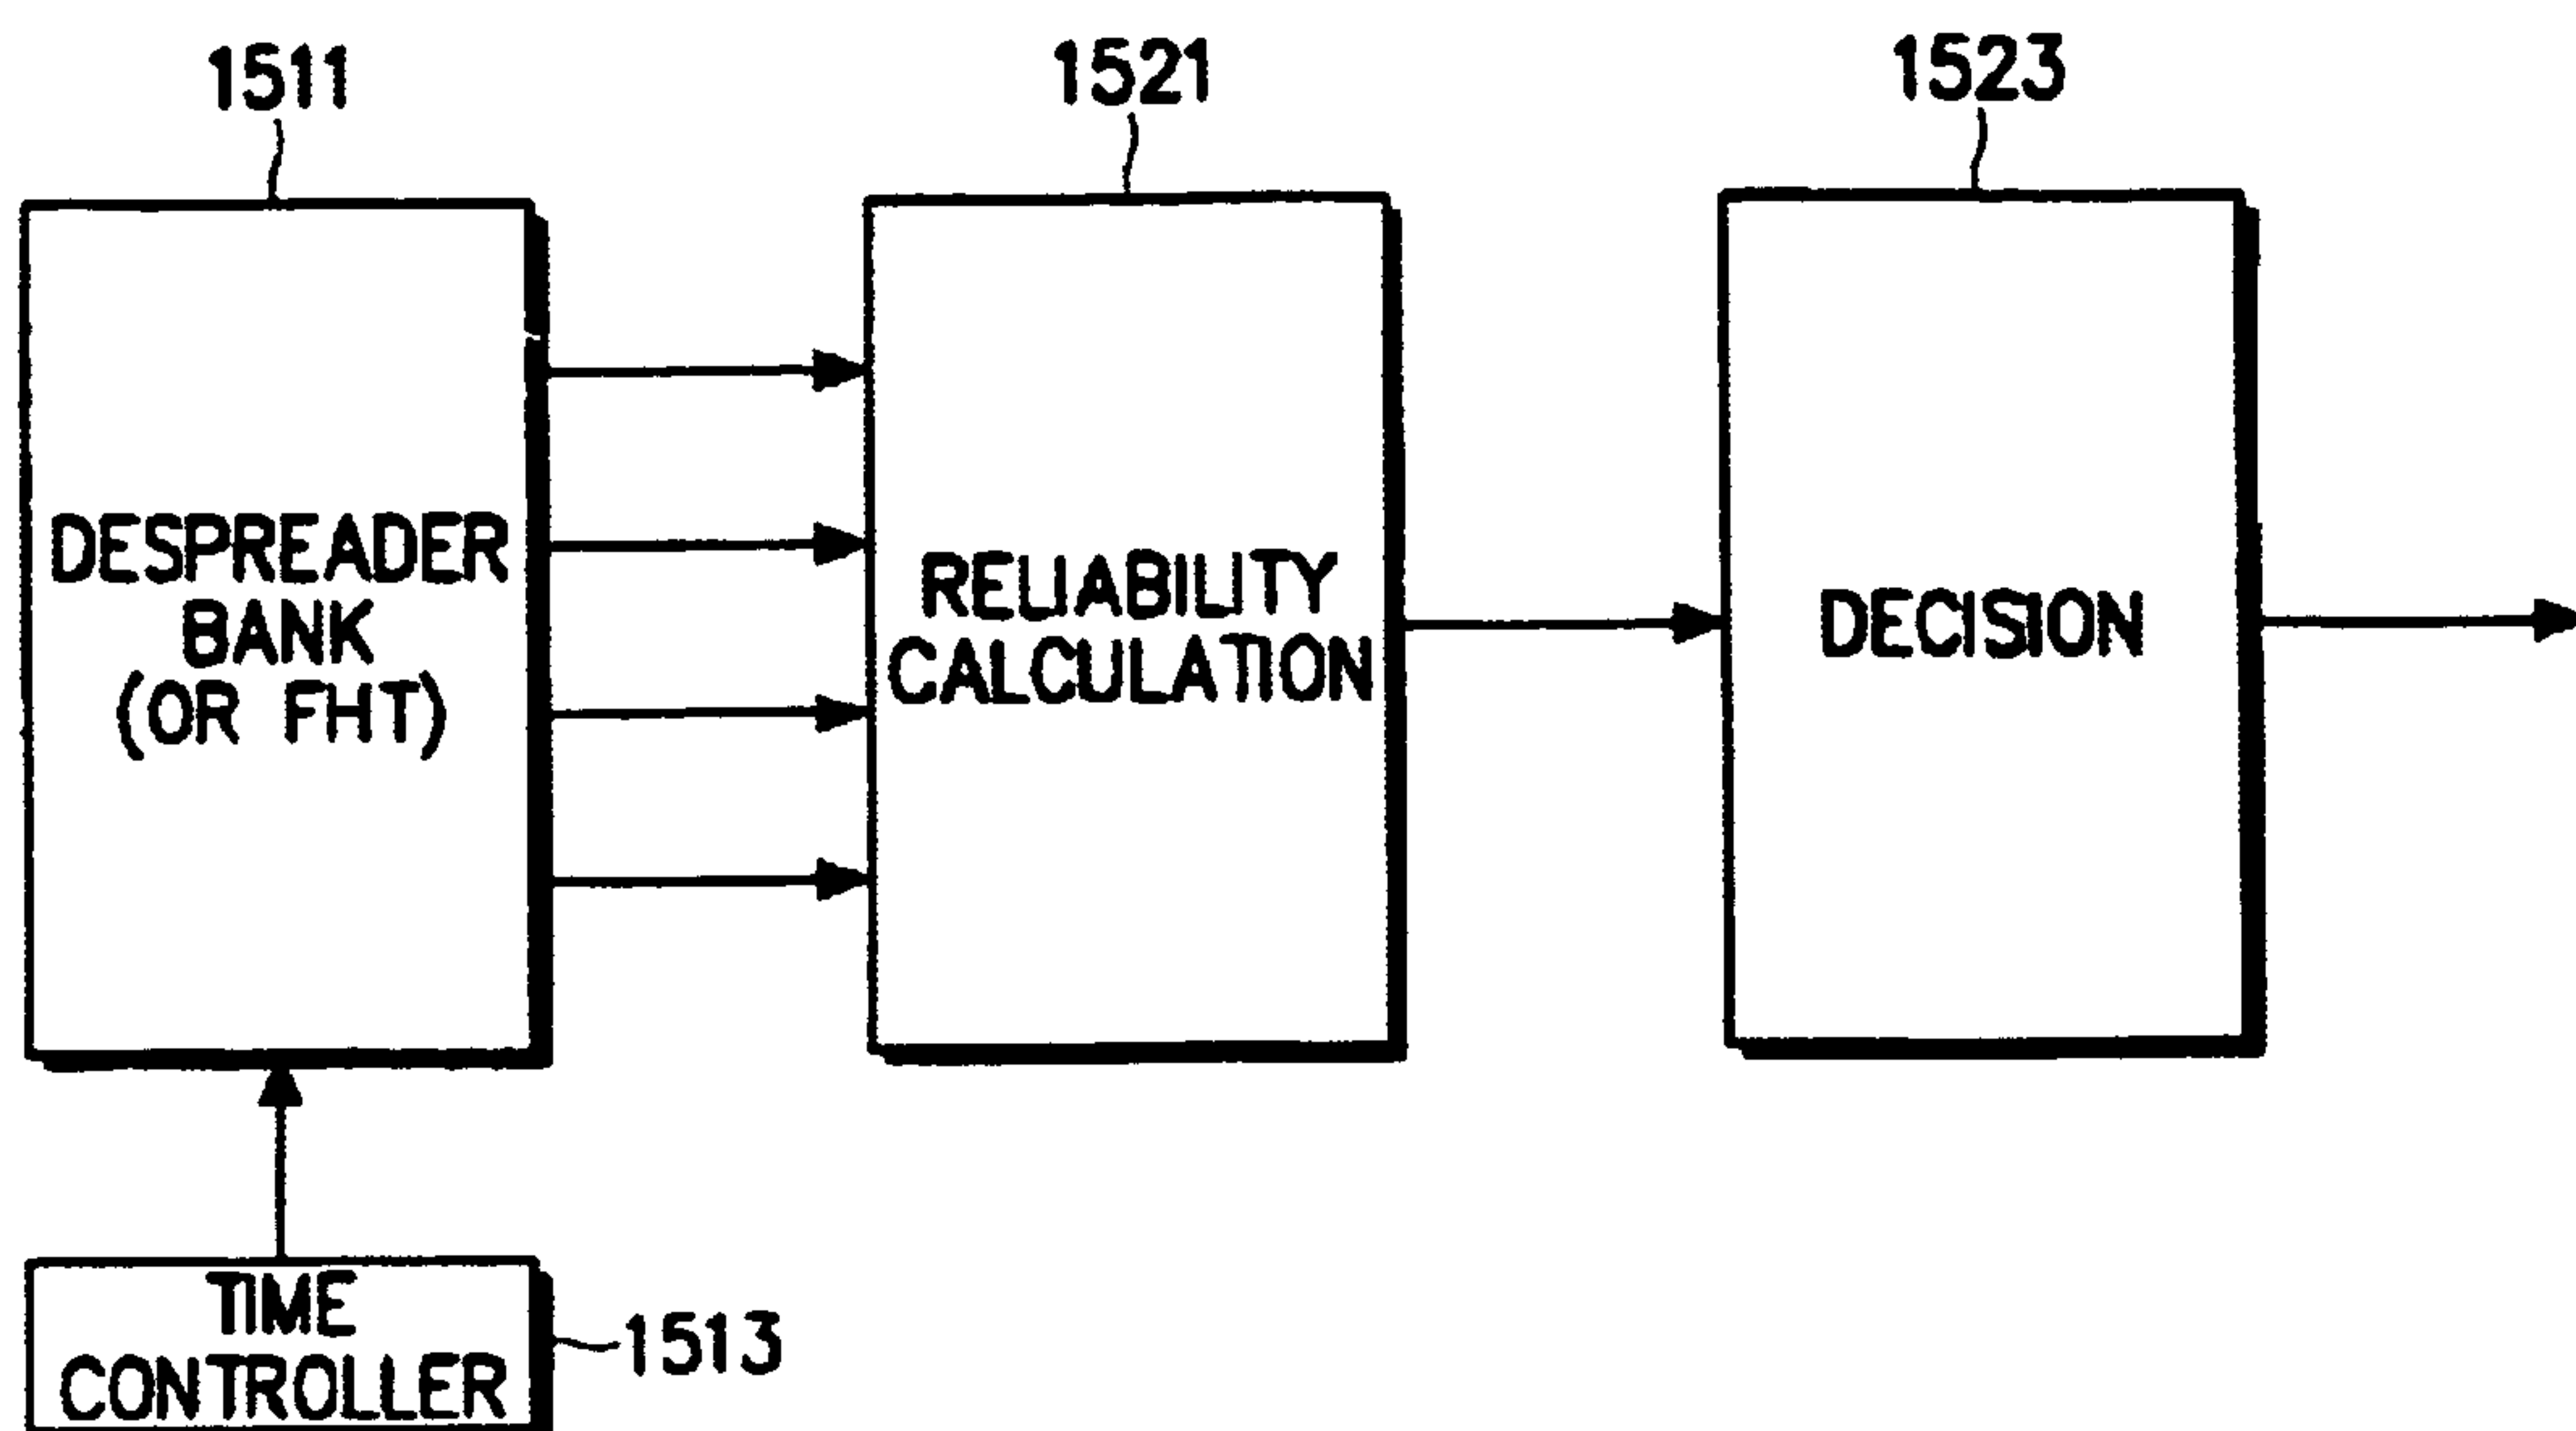 1511
1521
1523
DESPREADER
BANK
(OR FHT)
RELIABILITY
CALCULATION
DECISION
TIME
CONTROLLER
1513